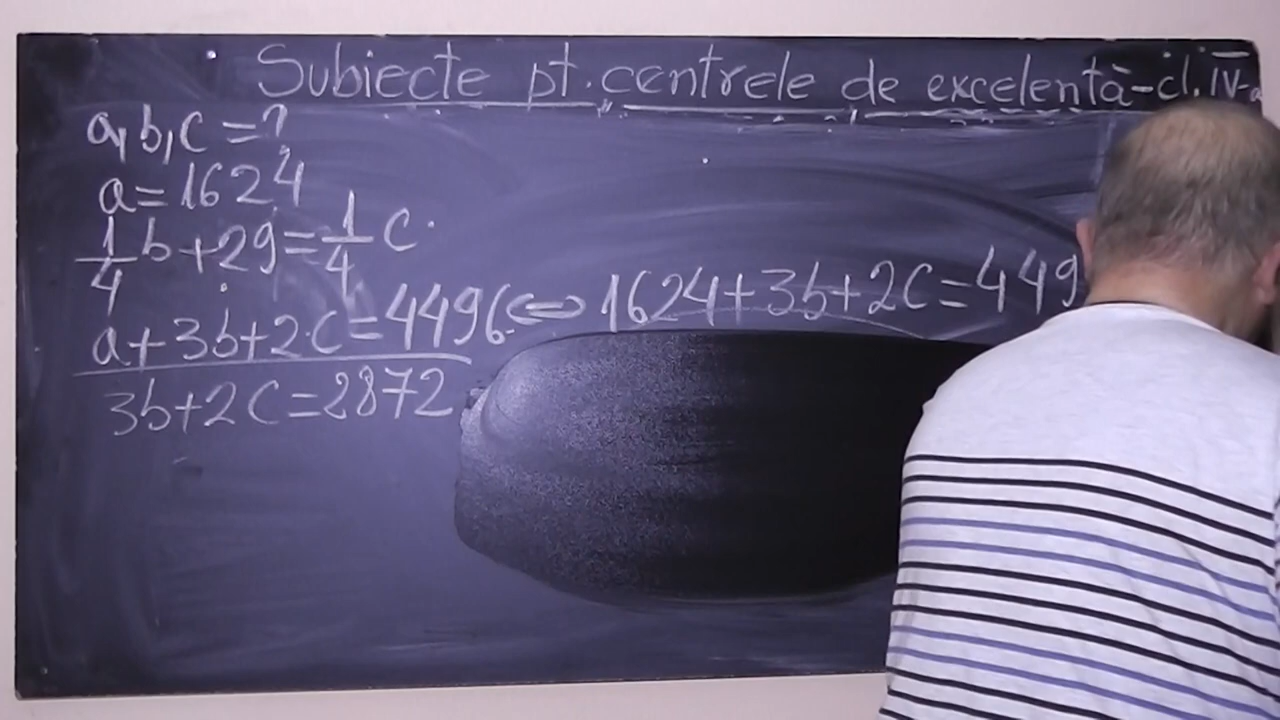 Subiecte pt. centrele de excelență-cl. IV-a
a,b,c=?
a=1624
1/4 b+29=1/4 c.
a+3b+2·c=4496 <=> 1624+3b+2c=449
3b+2c=2872